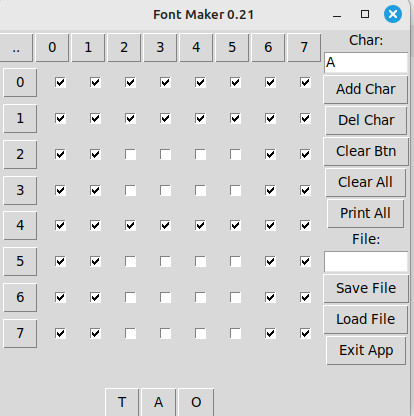 Font Maker 0.21
.. 0 1 2 3 4 5 6 7 Char:
0 A
1 Add Char
Del Char
2 Clear Btn
3 Clear All
Print All
4 File:
5
6 Save File
Load File
7 Exit App
T A O